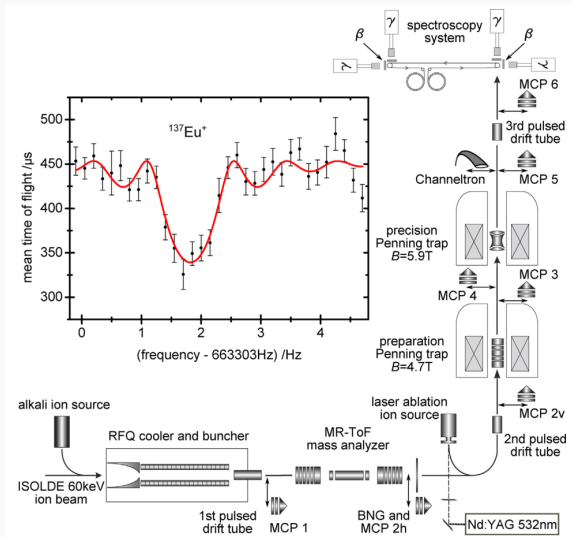 spectroscopy
system
γ
γ
β
β
γ
γ
MCP 6
3rd pulsed
drift tube
Channeltron
MCP 5
precision
Penning trap
B=5.9T
MCP 3
MCP 4
preparation
Penning trap
B=4.7T
MCP 2v
2nd pulsed
drift tube
137Eu+
mean time of flight /µs
500
450
400
350
300
0
1
2
3
4
(frequency - 663303Hz) /Hz
alkali ion source
RFQ cooler and buncher
ISOLDE 60keV
ion beam
1st pulsed
drift tube
MCP 1
MR-ToF
mass analyzer
BNG and
MCP 2h
laser ablation
ion source
Nd:YAG 532nm